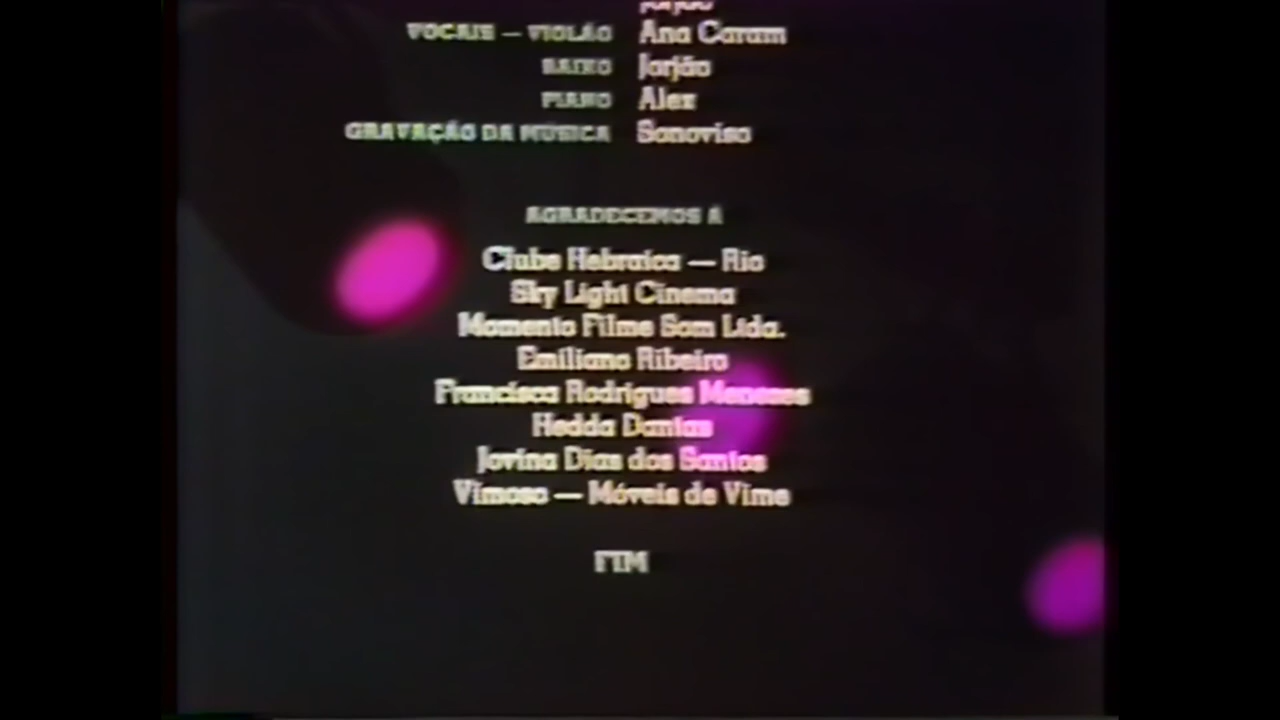 Jorjão
VOCAIS — VIOLÃO Ana Caram
BAIXO Jorjão
PIANO Alex
GRAVAÇÃO DA MÚSICA Sonoviso
AGRADECEMOS À
Clube Hebraica — Rio
Sky Light Cinema
Momento Filme Som Ltda.
Emiliano Ribeiro
Francisca Rodrigues Menezes
Hedda Dantas
Jovina Dias dos Santos
Vimoso — Móveis de Vime
FIM